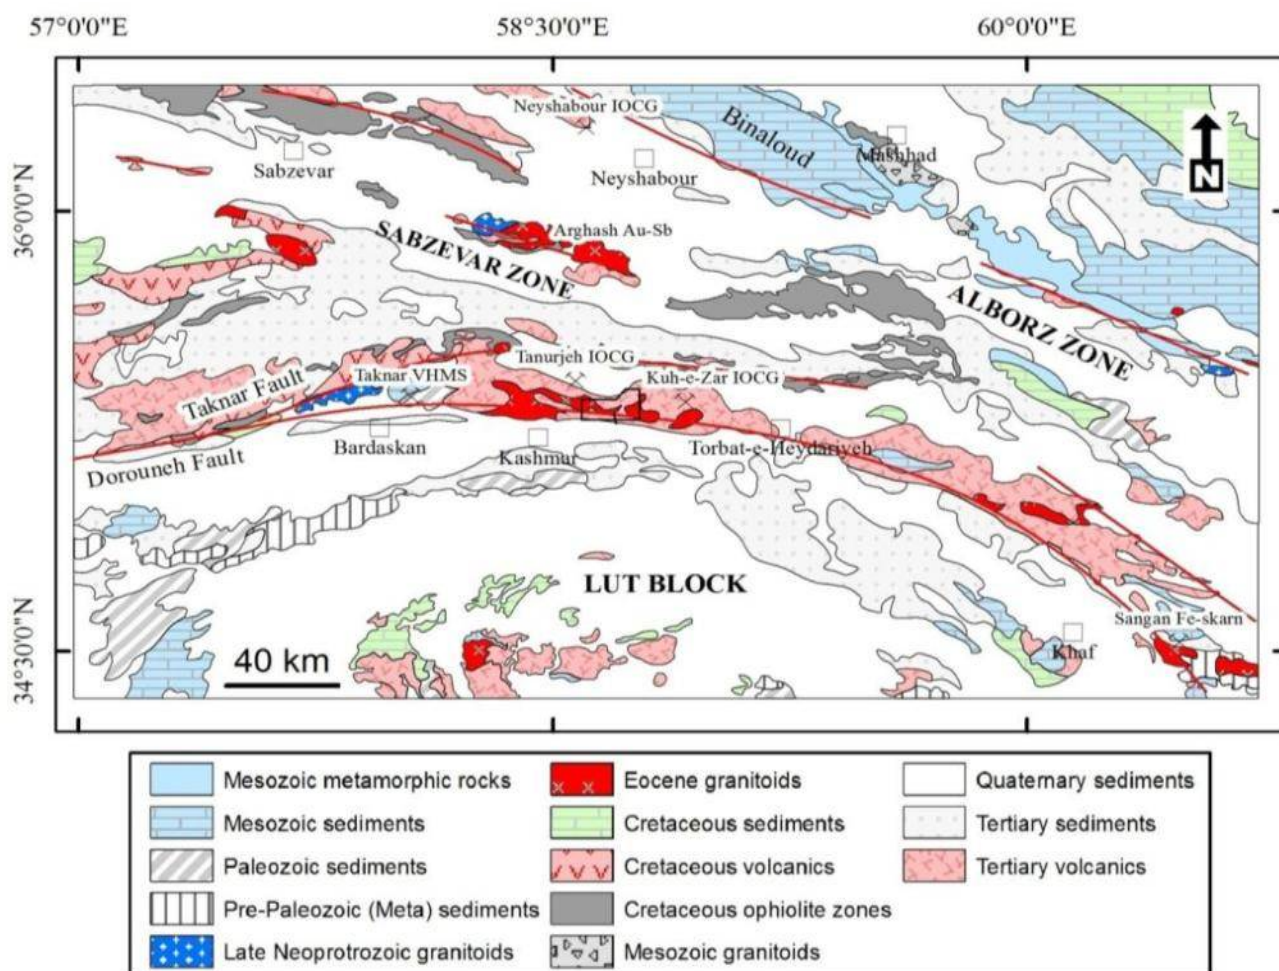 57°0'0"E
58°30'0"E
60°0'0"E
36°0'0"N
34°30'0"N
N
Neyshabour IOCG
Binaloud
Mashhad
Sabzevar
Neyshabour
Arghash Au-Sb
SABZEVAR ZONE
ALBORZ ZONE
Tanurjeh IOCG
Taknar VHMS
Kuh-e-Zar IOCG
Taknar Fault
Bardaskan
Kashmar
Torbat-e-Heydariyeh
Dorouneh Fault
LUT BLOCK
Sangan Fe-skarn
Khaf
40 km
Mesozoic metamorphic rocks
Eocene granitoids
Quaternary sediments
Mesozoic sediments
Cretaceous sediments
Tertiary sediments
Paleozoic sediments
Cretaceous volcanics
Tertiary volcanics
Pre-Paleozoic (Meta) sediments
Cretaceous ophiolite zones
Late Neoprotrozoic granitoids
Mesozoic granitoids